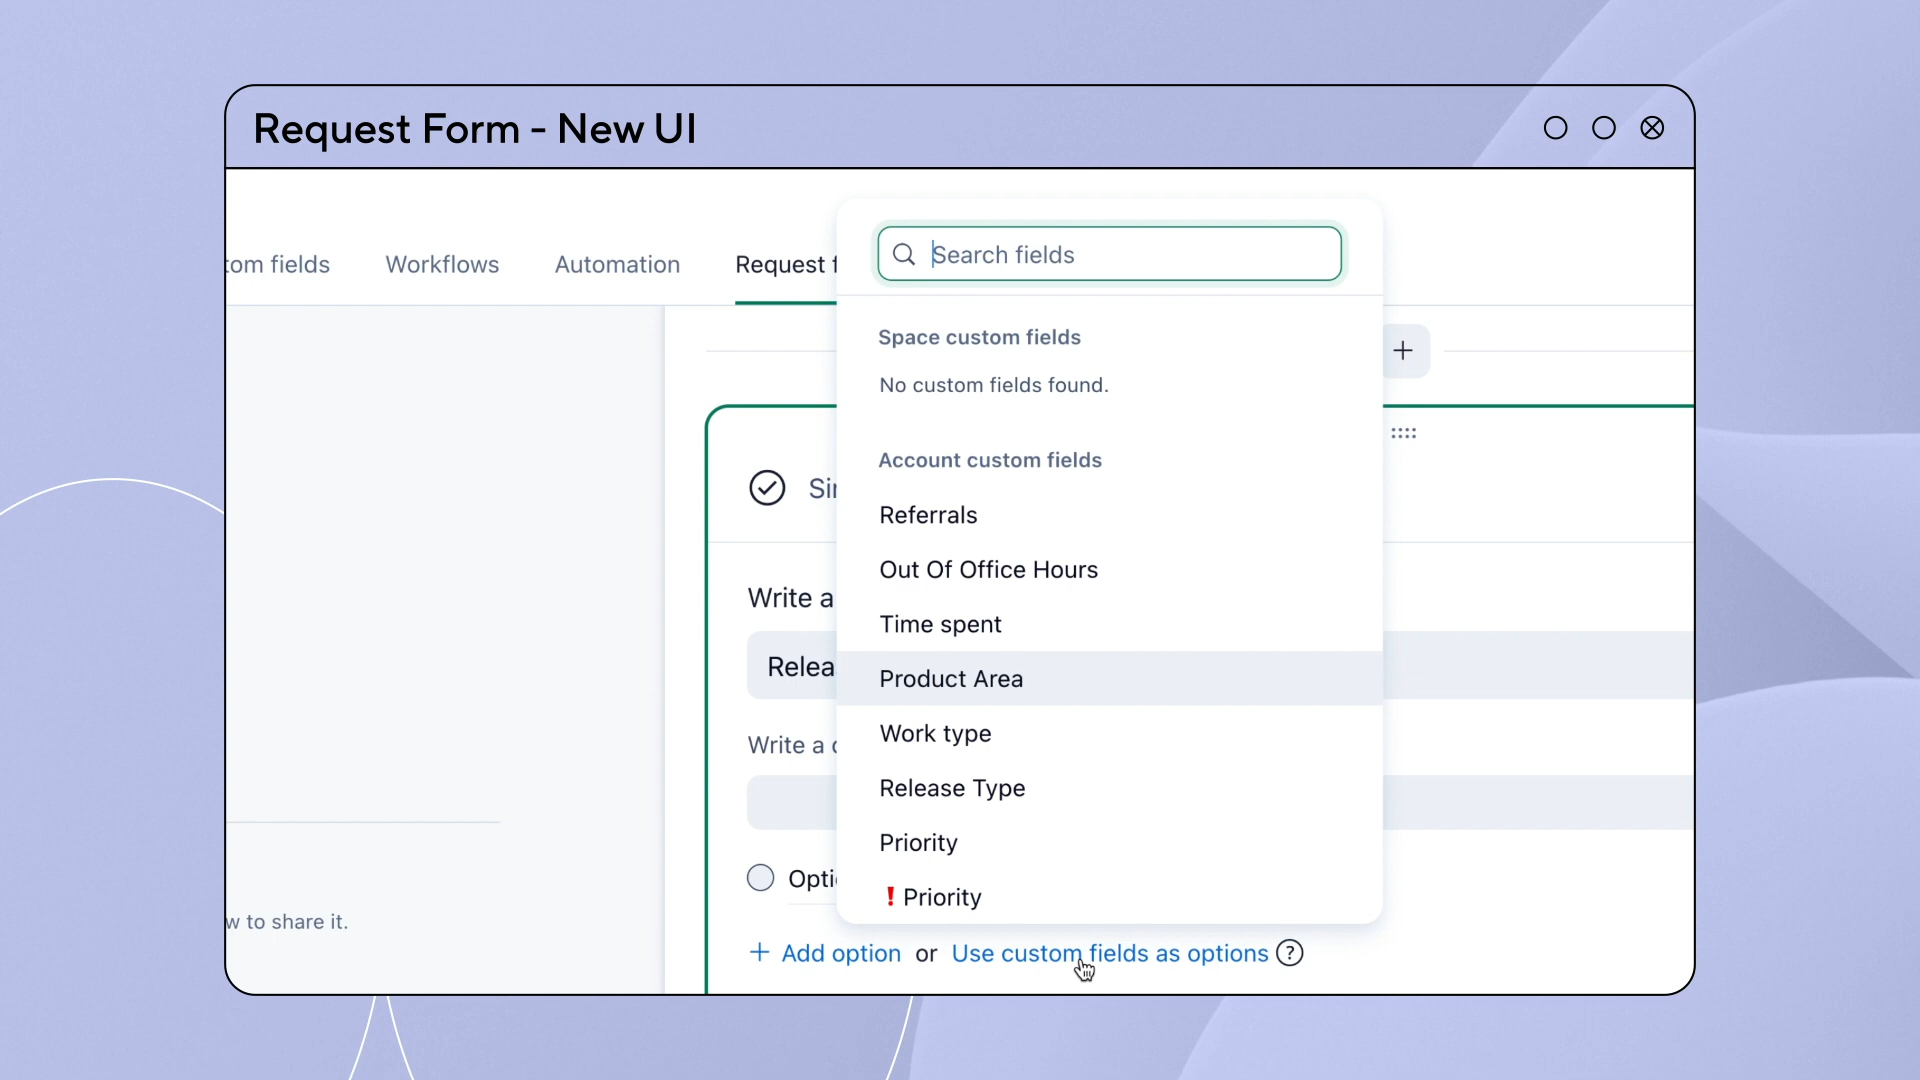 Request Form - New UI
tom fields Workflows Automation Request f
Search fields
Space custom fields
No custom fields found.
Account custom fields
Sin
Referrals
Out Of Office Hours
Write a
Time spent
Relea
Product Area
Write a
Work type
Release Type
Priority
Opti
❗ Priority
w to share it.
+ Add option or Use custom fields as options ?